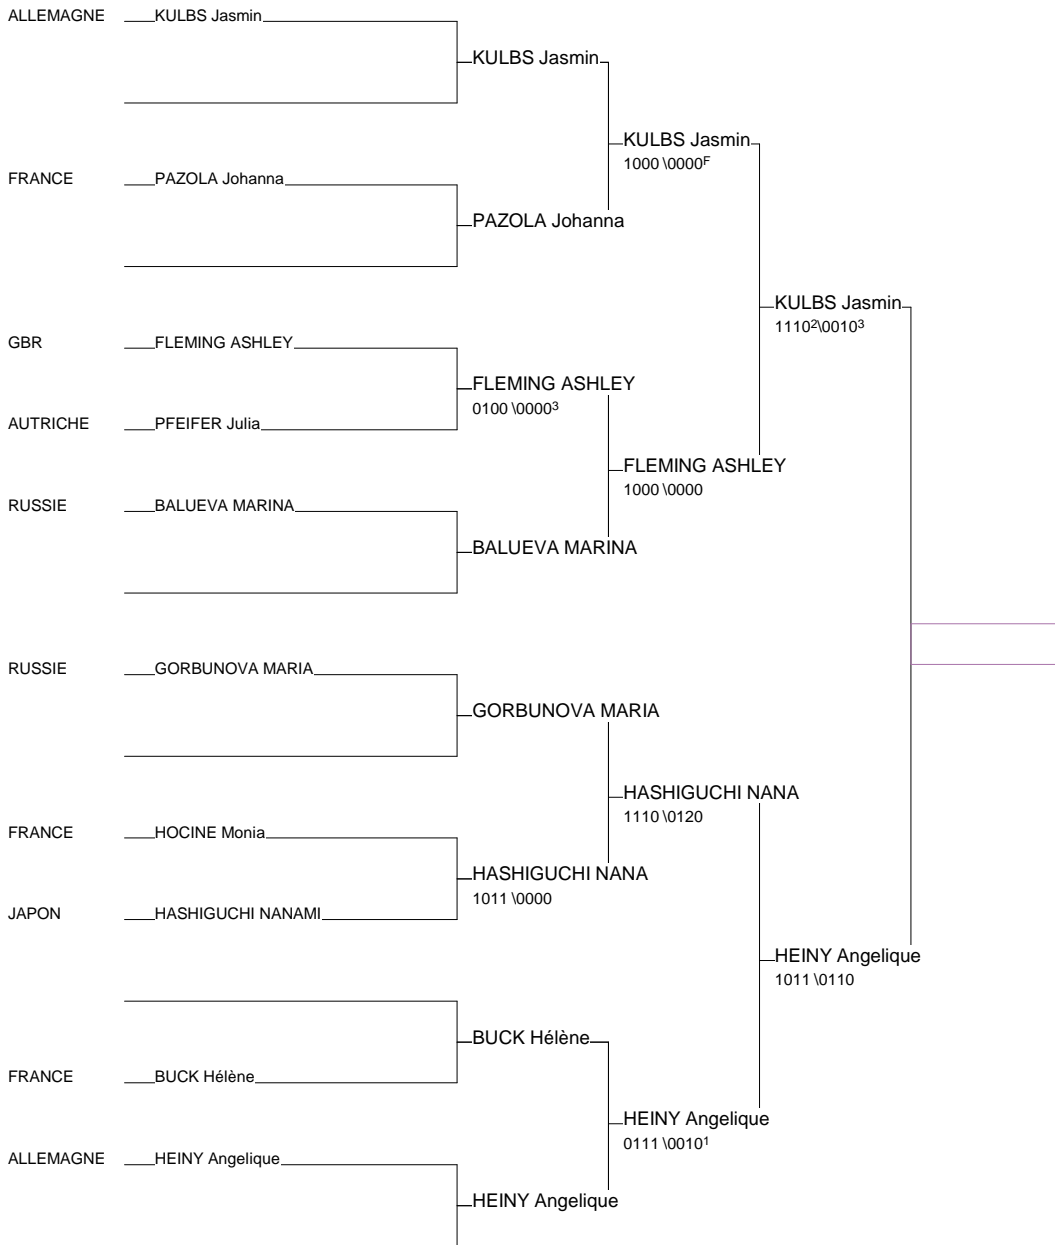 ALLEMAGNE KULBS Jasmin
KULBS Jasmin
KULBS Jasmin
1000 \0000F
FRANCE PAZOLA Johanna
PAZOLA Johanna
KULBS Jasmin
1110²\0010³
GBR FLEMING ASHLEY
FLEMING ASHLEY
0100 \0000³
AUTRICHE PFEIFER Julia
FLEMING ASHLEY
1000 \0000
RUSSIE BALUEVA MARINA
BALUEVA MARINA
RUSSIE GORBUNOVA MARIA
GORBUNOVA MARIA
HASHIGUCHI NANA
1110 \0120
FRANCE HOCINE Monia
HASHIGUCHI NANA
1011 \0000
JAPON HASHIGUCHI NANAMI
HEINY Angelique
1011 \0110
BUCK Hélène
FRANCE BUCK Hélène
HEINY Angelique
0111 \0010¹
ALLEMAGNE HEINY Angelique
HEINY Angelique